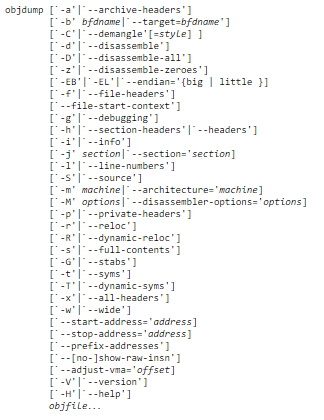 objdump [`-a'|`--archive-headers']
[`-b' bfdname|`--target=bfdname']
[`-C'|`--demangle'[=style] ]
[`-d'|`--disassemble']
[`-D'|`--disassemble-all']
[`-z'|`--disassemble-zeroes']
[`-EB'|`-EL'|`--endian='{big | little }]
[`-f'|`--file-headers']
[`--file-start-context']
[`-g'|`--debugging']
[`-h'|`--section-headers'|`--headers']
[`-i'|`--info']
[`-j' section|`--section='section]
[`-l'|`--line-numbers']
[`-S'|`--source']
[`-m' machine|`--architecture='machine]
[`-M' options|`--disassembler-options='options]
[`-p'|`--private-headers']
[`-r'|`--reloc']
[`-R'|`--dynamic-reloc']
[`-s'|`--full-contents']
[`-G'|`--stabs']
[`-t'|`--syms']
[`-T'|`--dynamic-syms']
[`-x'|`--all-headers']
[`-w'|`--wide']
[`--start-address='address]
[`--stop-address='address]
[`--prefix-addresses']
[`--[no-]show-raw-insn']
[`--adjust-vma='offset]
[`-V'|`--version']
[`-H'|`--help']
objfile...